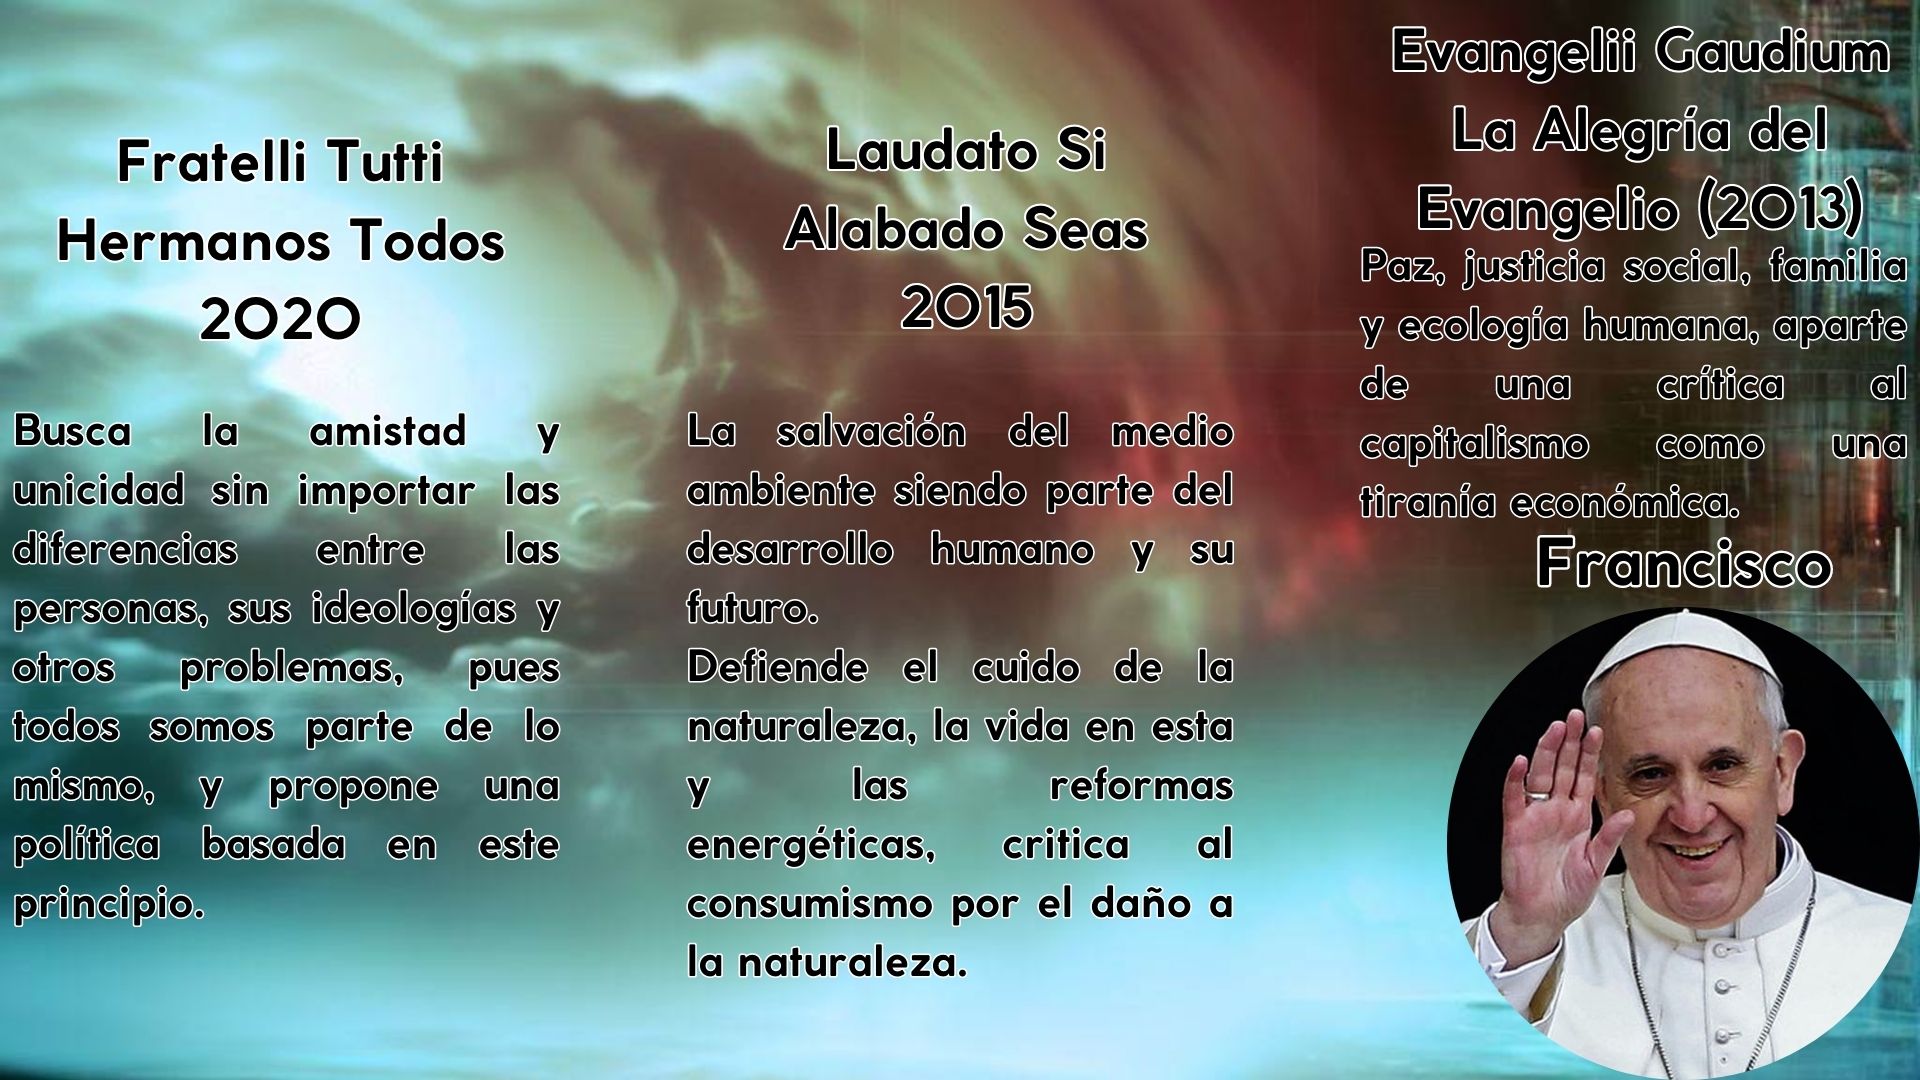 Fratelli Tutti
Hermanos Todos
2020
Busca la amistad y
unicidad sin importar las
diferencias entre las
personas, sus ideologías y
otros problemas, pues
todos somos parte de lo
mismo, y propone una
política basada en este
principio.
Laudato Si
Alabado Seas
2015
La salvación del medio
ambiente siendo parte del
desarrollo humano y su
futuro.
Defiende el cuido de la
naturaleza, la vida en esta
y las reformas
energéticas, critica al
consumismo por el daño a
la naturaleza.
Evangelii Gaudium
La Alegría del
Evangelio (2013)
Paz, justicia social, familia
y ecología humana, aparte
de una crítica al
capitalismo como una
tiranía económica.
Francisco